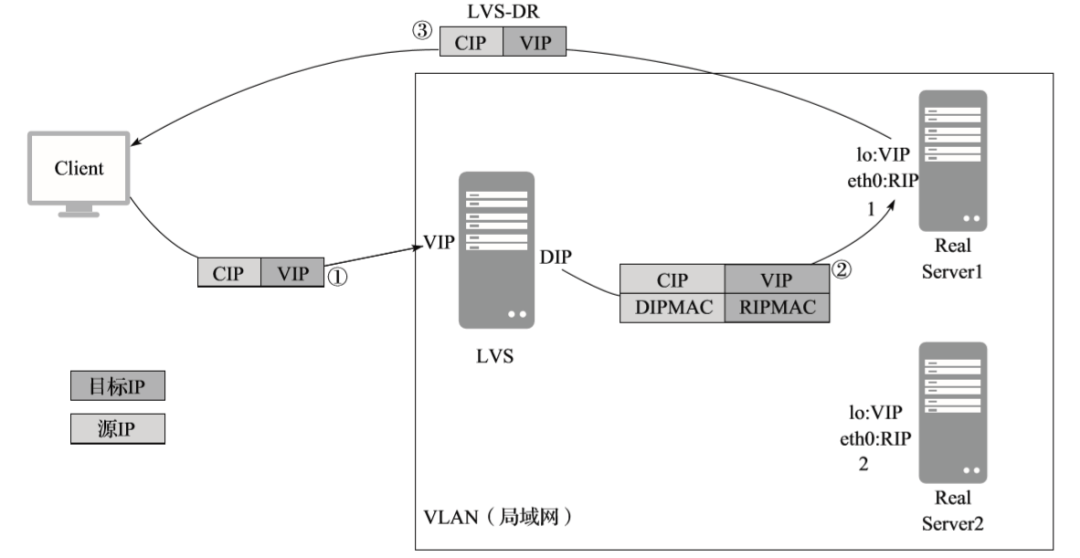 LVS-DR
③ CIP VIP
Client
lo:VIP
eth0:RIP
1
Real
Server1
VIP
DIP
CIP VIP ①
CIP VIP ②
DIPMAC RIPMAC
LVS
目标IP
源IP
lo:VIP
eth0:RIP
2
Real
Server2
VLAN（局域网）